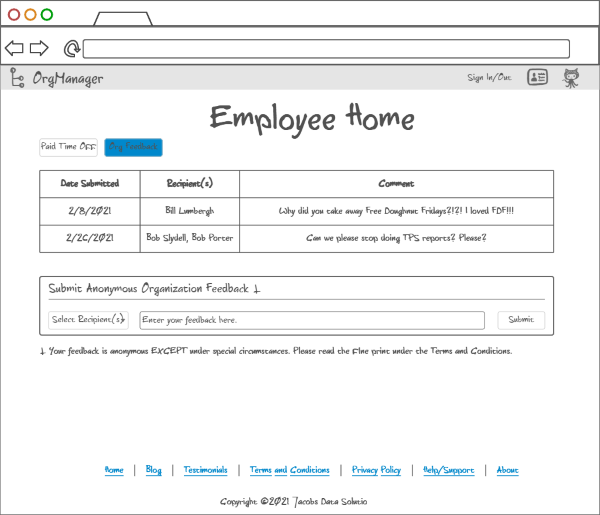 OrgManager
Sign In/Out
Employee Home
Paid Time Off
Org Feedback
Date Submitted Recipient(s) Comment
2/8/2021 Bill Lumbergh Why did you take away Free Doughnut Fridays?!?! I loved FDF!!!
2/26/2021 Bob Slydell, Bob Porter Can we please stop doing TPS reports? Please?
Submit Anonymous Organization Feedback 1
Select Recipient(s) Enter your feedback here. Submit
1 Your feedback is anonymous EXCEPT under special circumstances. Please read the fine print under the Terms and Conditions.
Home | Blog | Testimonials | Terms and Conditions | Privacy Policy | Help/Support | About
Copyright ©2021 Jacobs Data Solutio